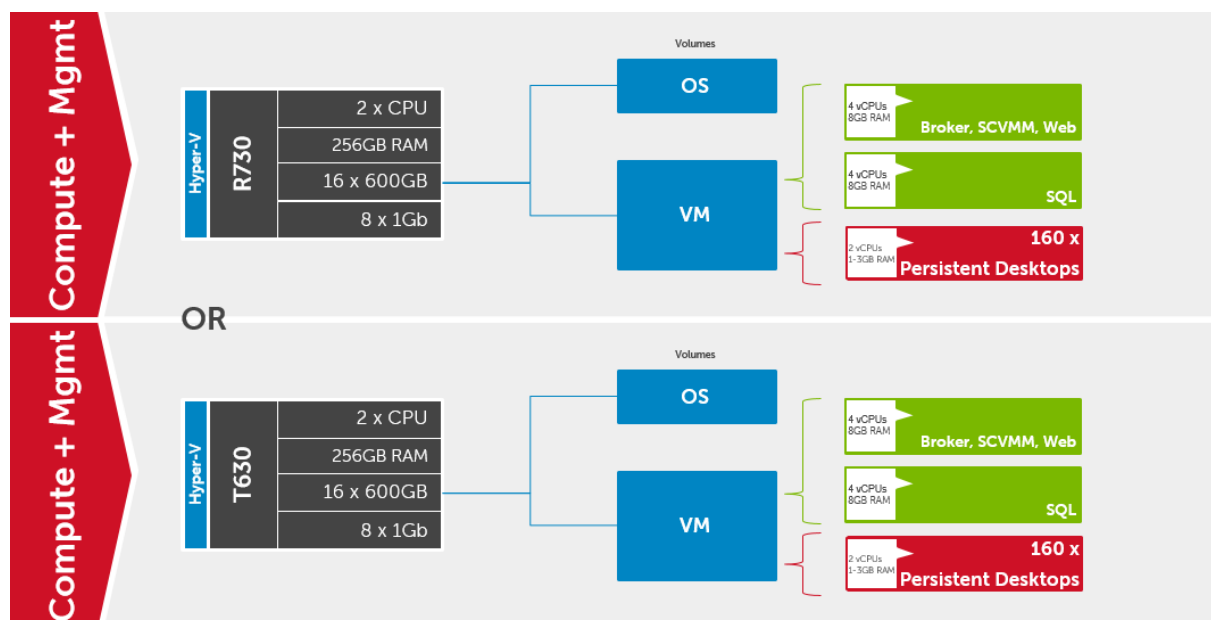 Compute + Mgmt
Hyper-V
R730
2 x CPU
256GB RAM
16 x 600GB
8 x 1Gb
Volumes
OS
VM
4 vCPUs
8GB RAM
Broker, SCVMM, Web
4 vCPUs
8GB RAM
SQL
2 vCPUs
1-3GB RAM
160 x
Persistent Desktops
OR
Compute + Mgmt
Hyper-V
T630
2 x CPU
256GB RAM
16 x 600GB
8 x 1Gb
Volumes
OS
VM
4 vCPUs
8GB RAM
Broker, SCVMM, Web
4 vCPUs
8GB RAM
SQL
2 vCPUs
1-3GB RAM
160 x
Persistent Desktops